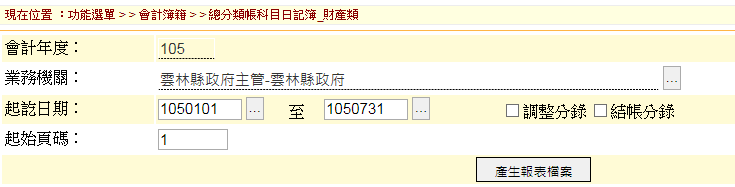 現在位置：功能選單>>會計簿籍>>總分類帳科目日記簿_財產類
會計年度：105
業務機關：雲林縣政府主管-雲林縣政府 ...
起訖日期：1050101 ... 至 1050731 ... 調整分錄 結帳分錄
起始頁碼：1
產生報表檔案